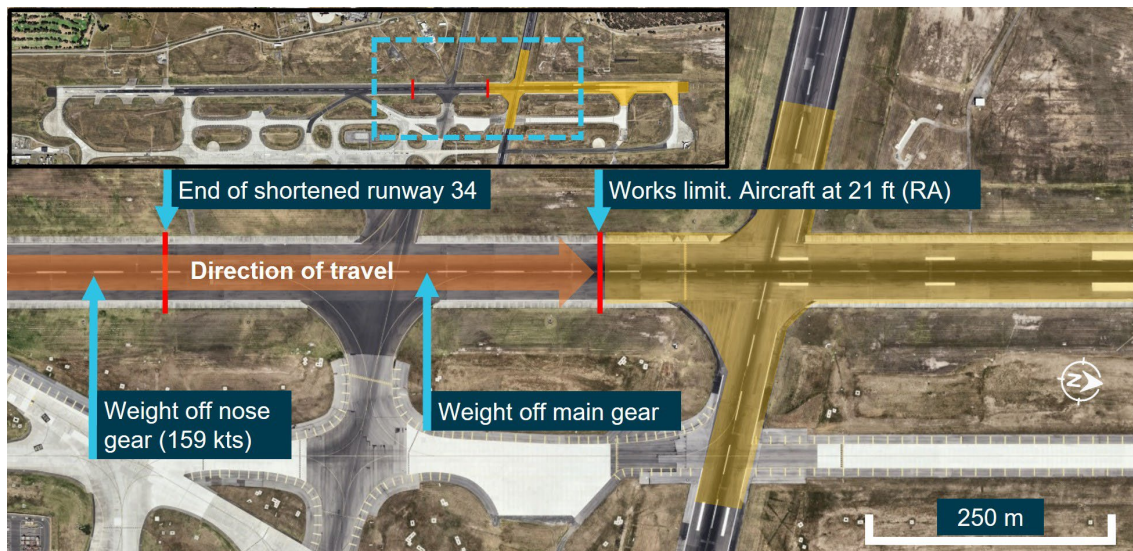 End of shortened runway 34
Works limit. Aircraft at 21 ft (RA)
Direction of travel
Weight off nose
gear (159 kts)
Weight off main gear
N
250 m